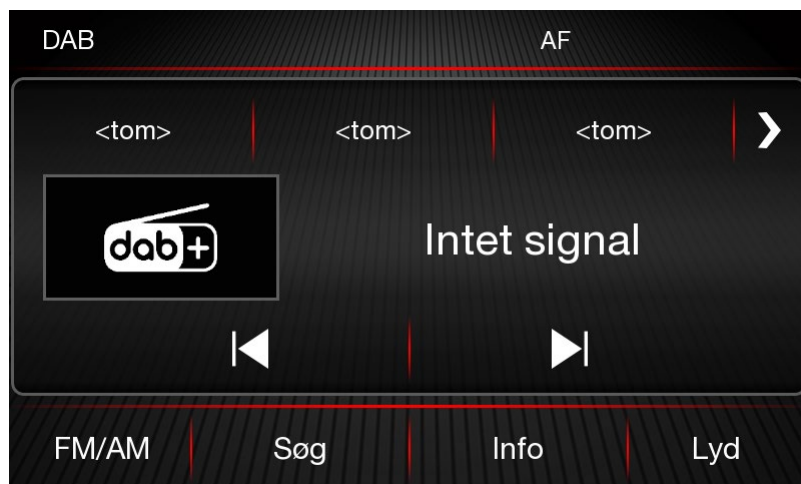 DAB AF
<tom> <tom> <tom>
dab+
Intet signal
FM/AM Søg Info Lyd